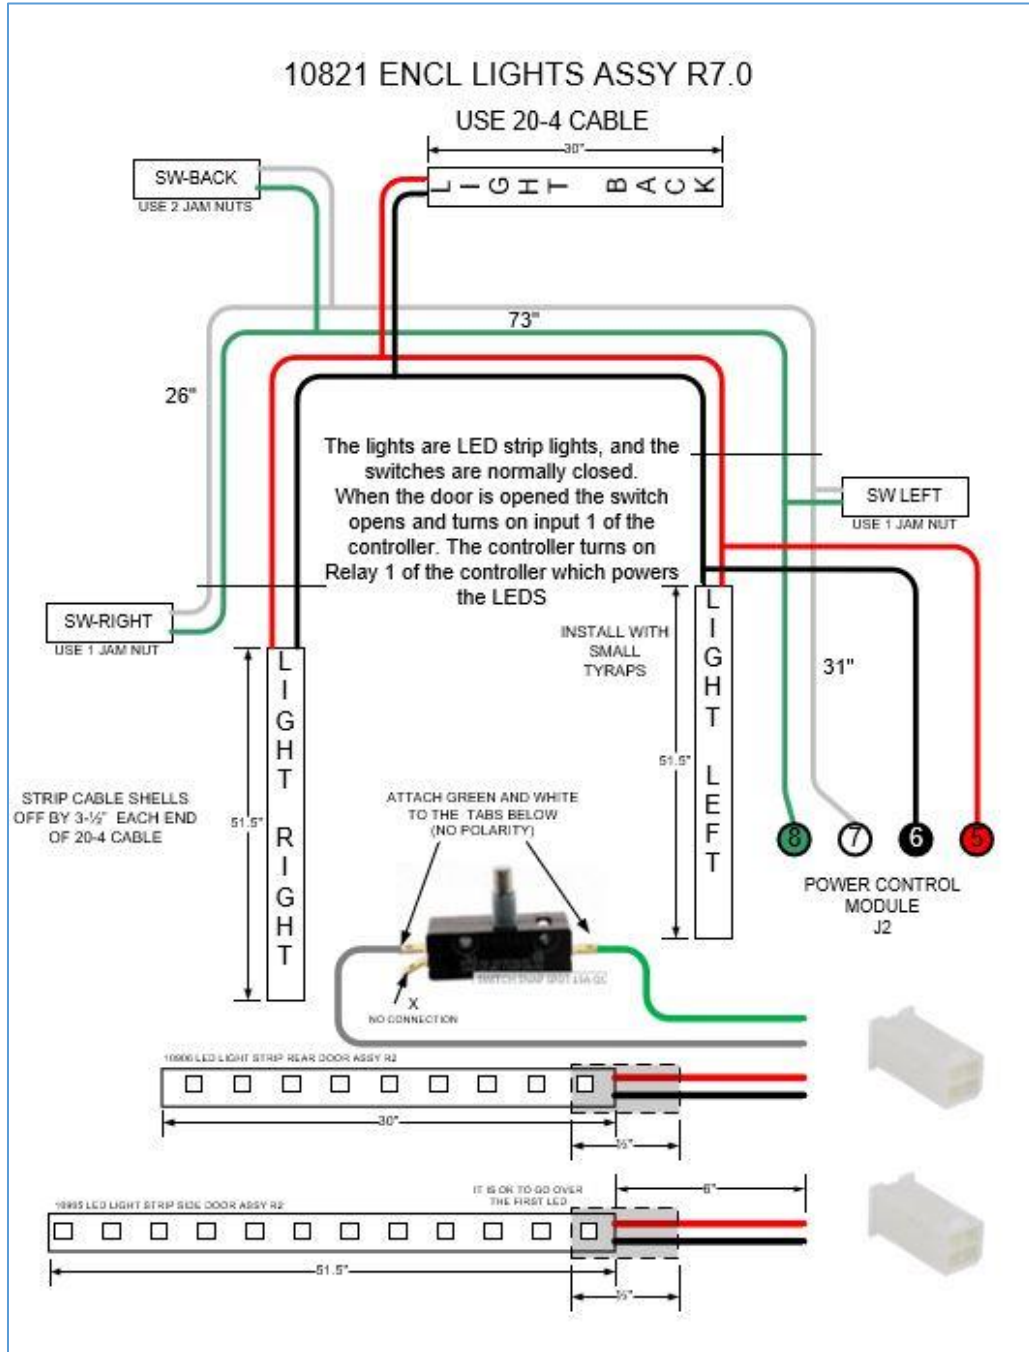 10821 ENCL LIGHTS ASSY R7.0
USE 20-4 CABLE
30"
LIGHT BACK
SW-BACK
USE 2 JAM NUTS
73"
26"
The lights are LED strip lights, and the
switches are normally closed.
When the door is opened the switch
opens and turns on input 1 of the
controller. The controller turns on
Relay 1 of the controller which powers
the LEDS
SW LEFT
USE 1 JAM NUT
SW-RIGHT
USE 1 JAM NUT
INSTALL WITH
SMALL
TYRAPS
LIGHT LEFT
31"
51.5"
LIGHT RIGHT
51.5"
STRIP CABLE SHELLS
OFF BY 3-½" EACH END
OF 20-4 CABLE
ATTACH GREEN AND WHITE
TO THE TABS BELOW
(NO POLARITY)
8
7
6
5
POWER CONTROL
MODULE
J2
X
NO CONNECTION
10906 LED LIGHT STRIP REAR DOOR ASSY R2
30"
½"
10905 LED LIGHT STRIP SIDE DOOR ASSY R2
IT IS OK TO GO OVER
THE FIRST LED
6"
51.5"
½"